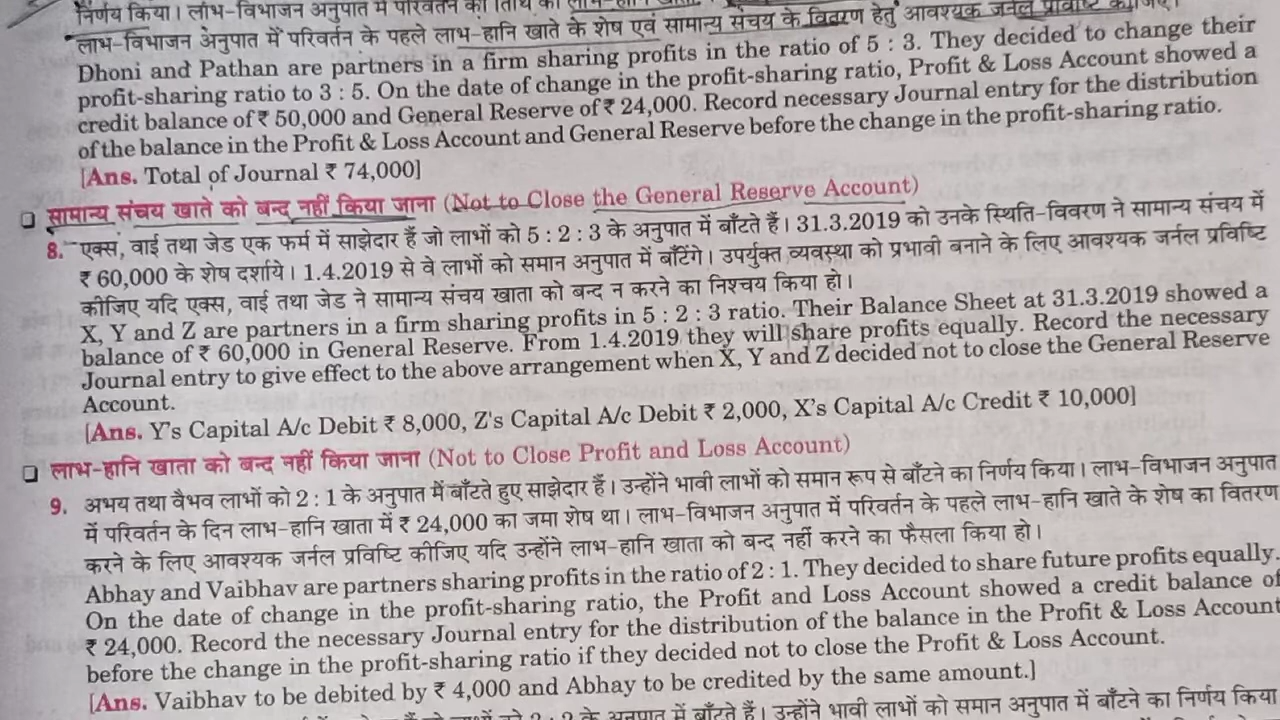 निर्णय किया। लाभ-विभाजन अनुपात में परिवर्तन की तिथि को लाभ-हानि खाता
लाभ-विभाजन अनुपात में परिवर्तन के पहले लाभ-हानि खाते के शेष एवं सामान्य संचय के वितरण हेतु आवश्यक जर्नल प्रविष्टि कीजिए।
Dhoni and Pathan are partners in a firm sharing profits in the ratio of 5 : 3. They decided to change their
profit-sharing ratio to 3 : 5. On the date of change in the profit-sharing ratio, Profit & Loss Account showed a
credit balance of ₹ 50,000 and General Reserve of ₹ 24,000. Record necessary Journal entry for the distribution
of the balance in the Profit & Loss Account and General Reserve before the change in the profit-sharing ratio.
[Ans. Total of Journal ₹ 74,000]
❑ सामान्य संचय खाते को बन्द नहीं किया जाना (Not to Close the General Reserve Account)
8. एक्स, वाई तथा जेड एक फर्म में साझेदार हैं जो लाभों को 5 : 2 : 3 के अनुपात में बाँटते हैं। 31.3.2019 को उनके स्थिति-विवरण ने सामान्य संचय में
₹ 60,000 के शेष दर्शाये। 1.4.2019 से वे लाभों को समान अनुपात में बाँटेंगे। उपर्युक्त व्यवस्था को प्रभावी बनाने के लिए आवश्यक जर्नल प्रविष्टि
कीजिए यदि एक्स, वाई तथा जेड ने सामान्य संचय खाता को बन्द न करने का निश्चय किया हो।
X, Y and Z are partners in a firm sharing profits in 5 : 2 : 3 ratio. Their Balance Sheet at 31.3.2019 showed a
balance of ₹ 60,000 in General Reserve. From 1.4.2019 they will share profits equally. Record the necessary
Journal entry to give effect to the above arrangement when X, Y and Z decided not to close the General Reserve
Account.
[Ans. Y's Capital A/c Debit ₹ 8,000, Z's Capital A/c Debit ₹ 2,000, X's Capital A/c Credit ₹ 10,000]
❑ लाभ-हानि खाता को बन्द नहीं किया जाना (Not to Close Profit and Loss Account)
9. अभय तथा वैभव लाभों को 2 : 1 के अनुपात में बाँटते हुए साझेदार हैं। उन्होंने भावी लाभों को समान रूप से बाँटने का निर्णय किया। लाभ-विभाजन अनुपात
में परिवर्तन के दिन लाभ-हानि खाता में ₹ 24,000 का जमा शेष था। लाभ-विभाजन अनुपात में परिवर्तन के पहले लाभ-हानि खाते के शेष का वितरण
करने के लिए आवश्यक जर्नल प्रविष्टि कीजिए यदि उन्होंने लाभ-हानि खाता को बन्द नहीं करने का फैसला किया हो।
Abhay and Vaibhav are partners sharing profits in the ratio of 2 : 1. They decided to share future profits equally.
On the date of change in the profit-sharing ratio, the Profit and Loss Account showed a credit balance of
₹ 24,000. Record the necessary Journal entry for the distribution of the balance in the Profit & Loss Account
before the change in the profit-sharing ratio if they decided not to close the Profit & Loss Account.
[Ans. Vaibhav to be debited by ₹ 4,000 and Abhay to be credited by the same amount.]
को 3 : 2 के अनुपात में बाँटते हैं। उन्होंने भावी लाभों को समान अनुपात में बाँटने का निर्णय किया